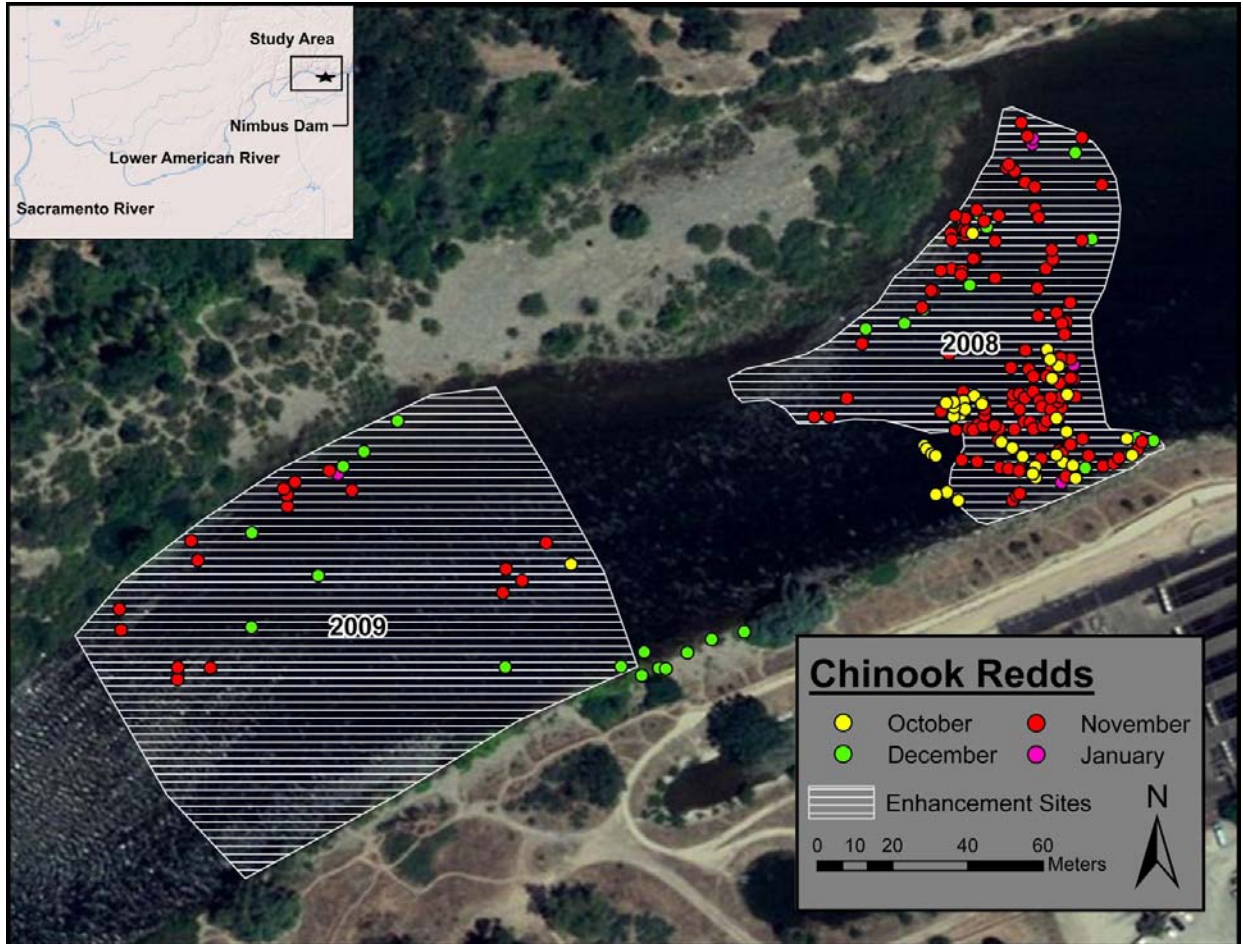 Study Area
Nimbus Dam
Lower American River
Sacramento River
2008
2009
Chinook Redds
October November
December January
Enhancement Sites
N
0 10 20 40 60
Meters